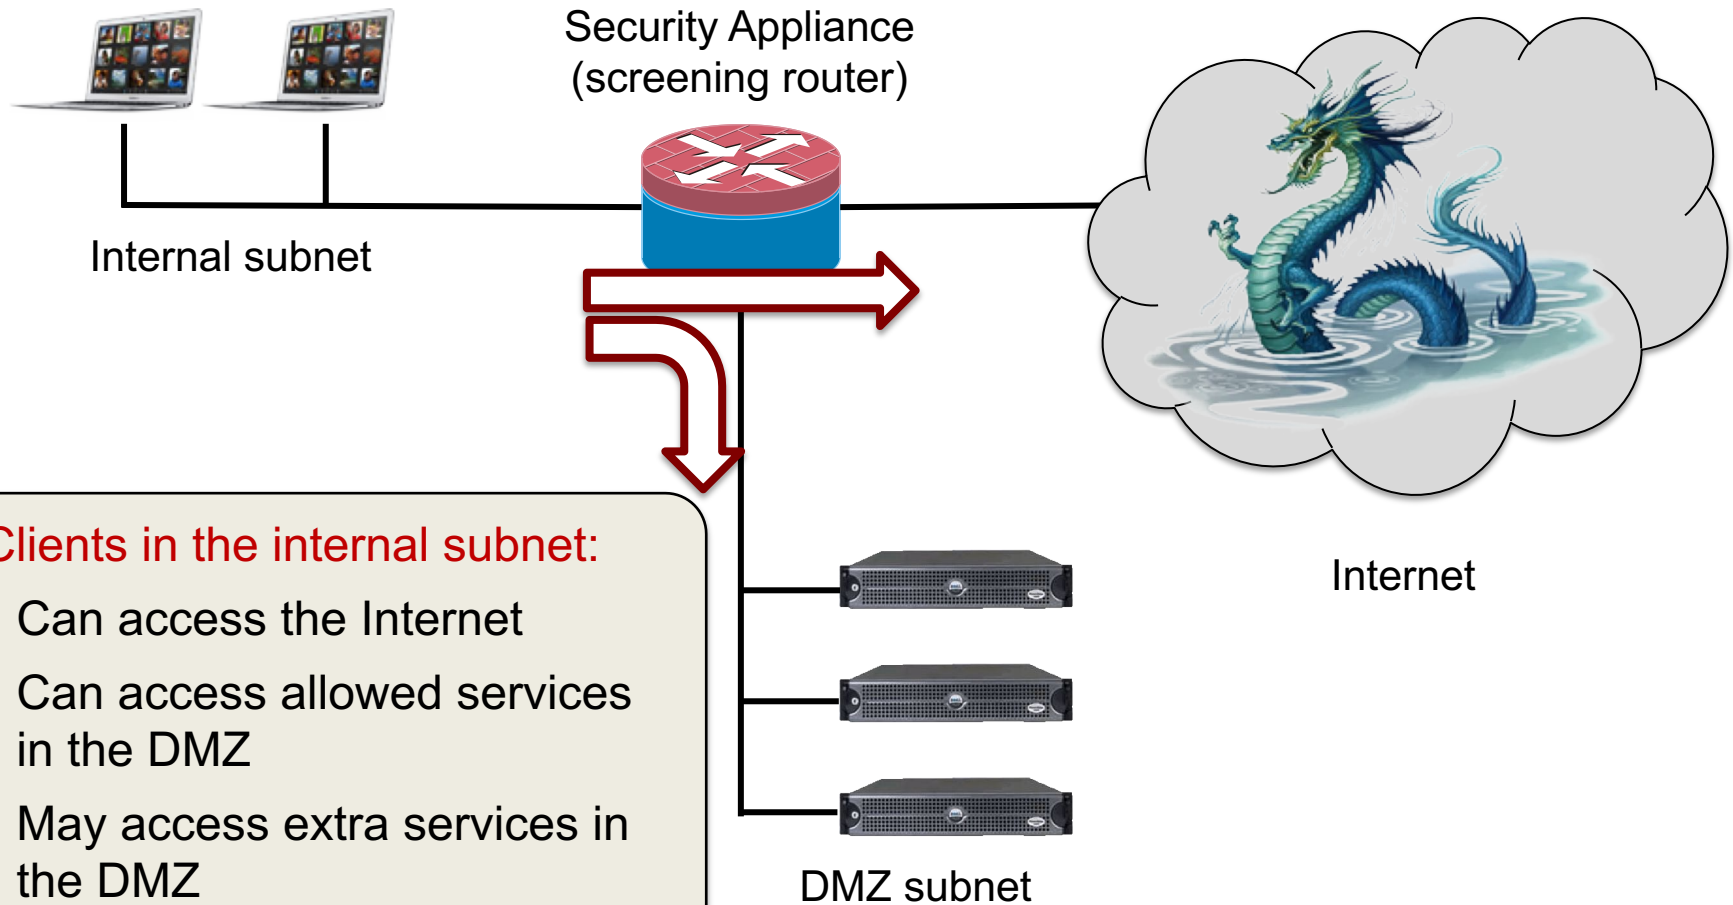 Security Appliance
(screening router)
Internal subnet
Internet
Clients in the internal subnet:
Can access the Internet
Can access allowed services
in the DMZ
May access extra services in
the DMZ
DMZ subnet